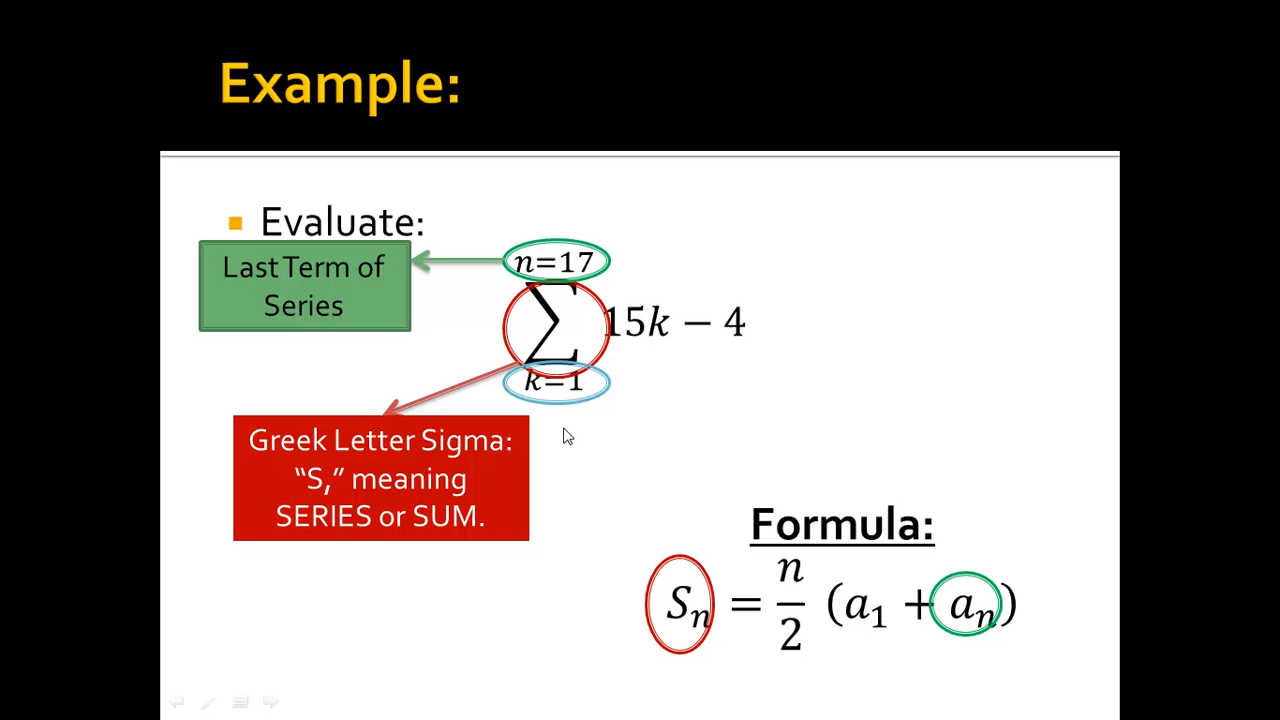 Example:
Evaluate:
Last Term of
Series
n=17
∑ 15k − 4
k=1
Greek Letter Sigma:
“S,” meaning
SERIES or SUM.
Formula:
Sₙ = n/2 (a₁ + aₙ)